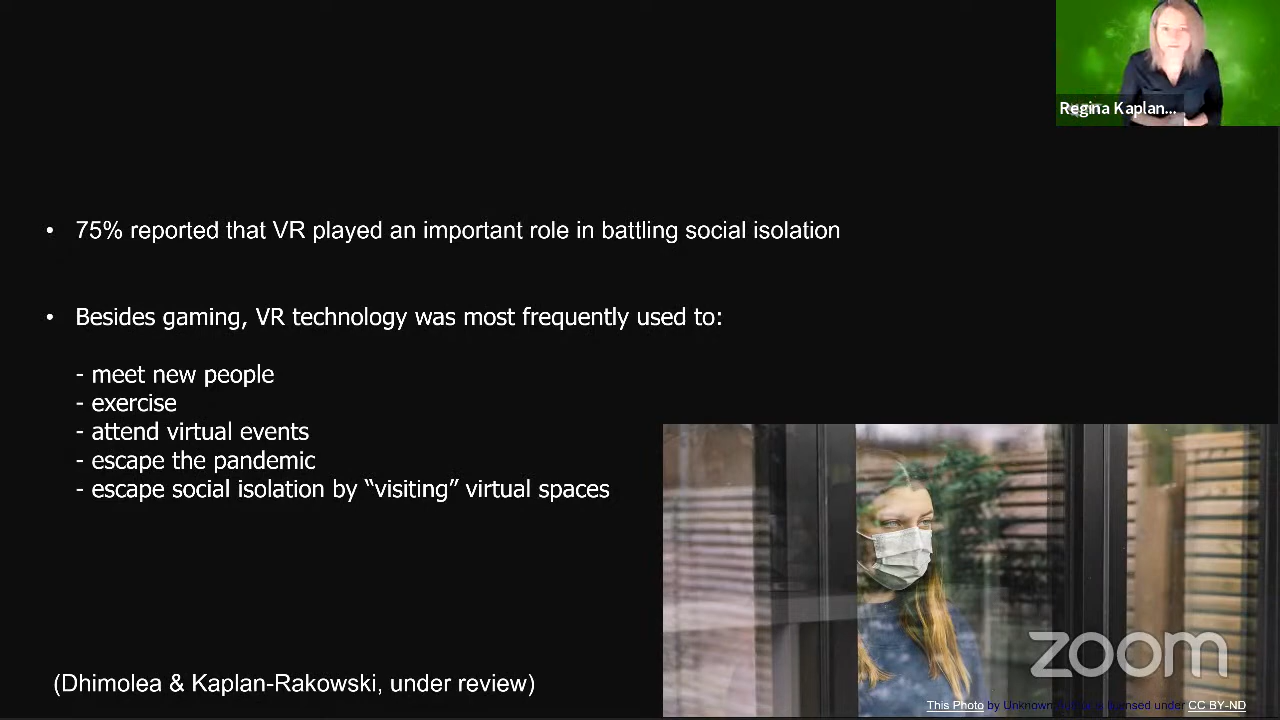 Regina Kaplan...
• 75% reported that VR played an important role in battling social isolation
• Besides gaming, VR technology was most frequently used to:
- meet new people
- exercise
- attend virtual events
- escape the pandemic
- escape social isolation by “visiting” virtual spaces
zoom
(Dhimolea & Kaplan-Rakowski, under review)
This Photo by Unknown licensed under CC BY-ND